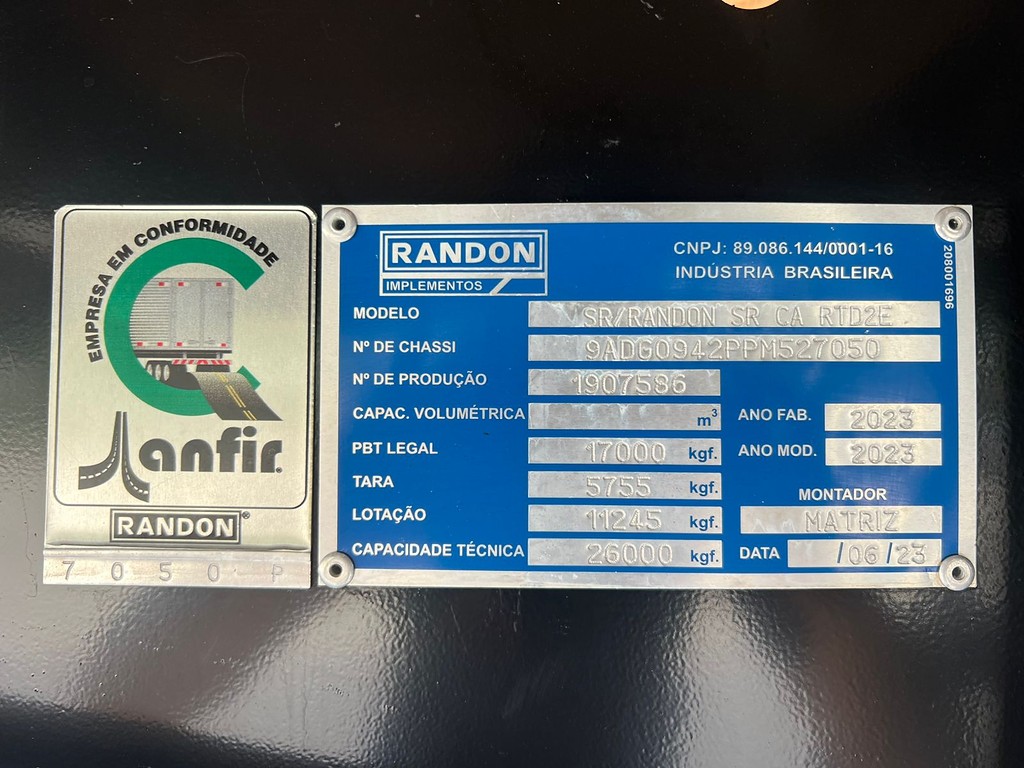 EMPRESA EM CONFORMIDADE
anfir
RANDON®
7050 P
RANDON
IMPLEMENTOS
CNPJ: 89.086.144/0001-16
INDÚSTRIA BRASILEIRA
208001696
MODELO SR/RANDON SR CA RTD2E
Nº DE CHASSI 9ADG0942PPM527050
Nº DE PRODUÇÃO 1907586
CAPAC. VOLUMÉTRICA m³ ANO FAB. 2023
PBT LEGAL 17000 kgf. ANO MOD. 2023
TARA 5755 kgf.
MONTADOR
LOTAÇÃO 11245 kgf. MATRIZ
CAPACIDADE TÉCNICA 26000 kgf. DATA /06/23